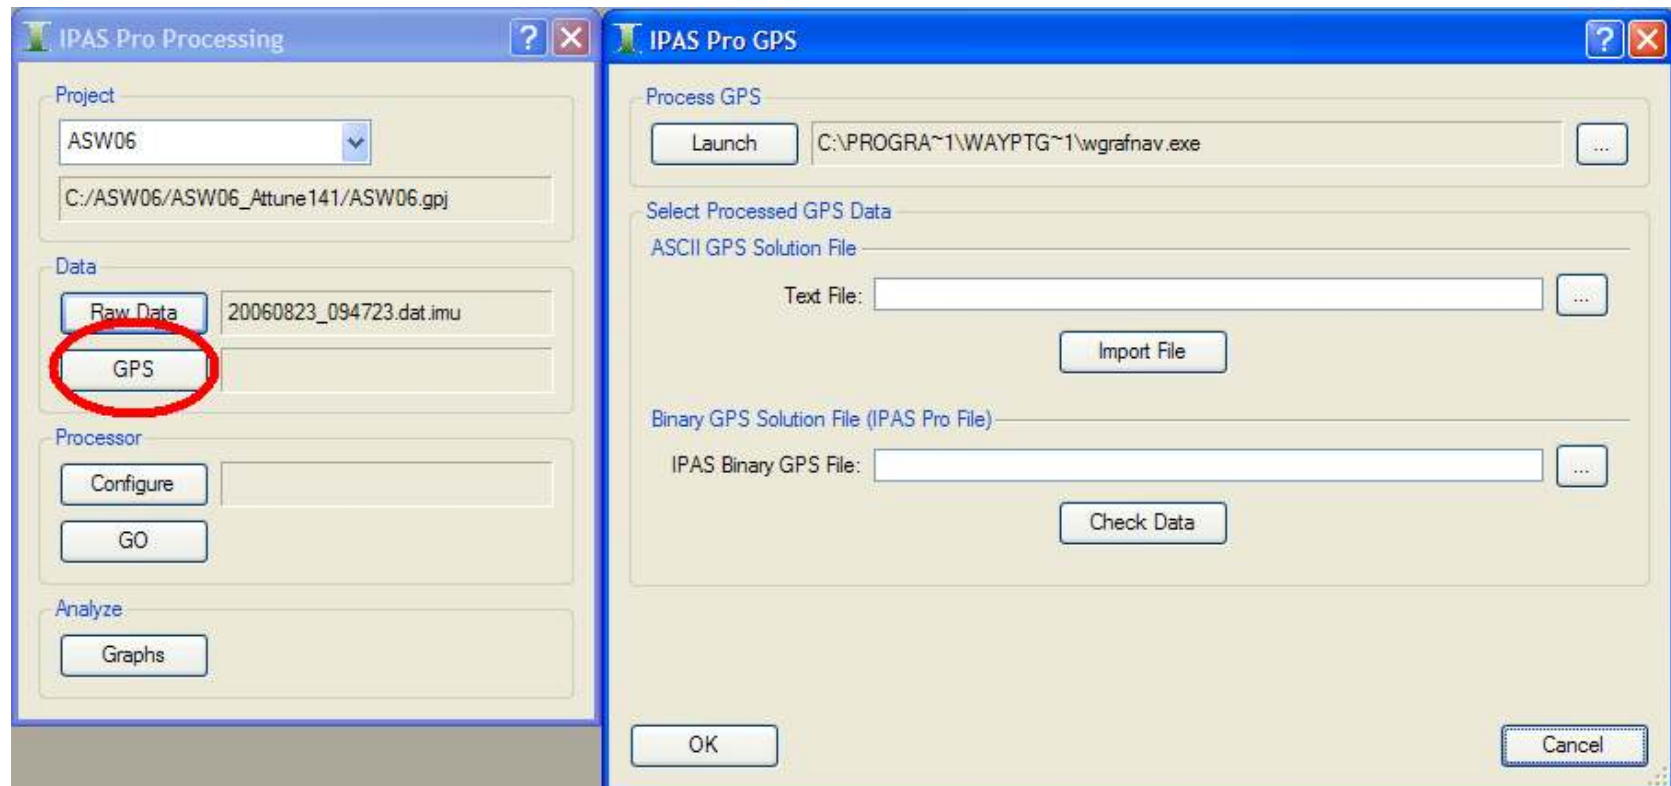 IPAS Pro Processing
Project
ASW06
C:/ASW06/ASW06_Attune141/ASW06.gpj
Data
Raw Data 20060823_094723.dat.imu
GPS
Processor
Configure
GO
Analyze
Graphs
IPAS Pro GPS
Process GPS
Launch C:\PROGRA~1\WAYPTG~1\wgrafnav.exe ...
Select Processed GPS Data
ASCII GPS Solution File
Text File: ...
Import File
Binary GPS Solution File (IPAS Pro File)
IPAS Binary GPS File: ...
Check Data
OK Cancel